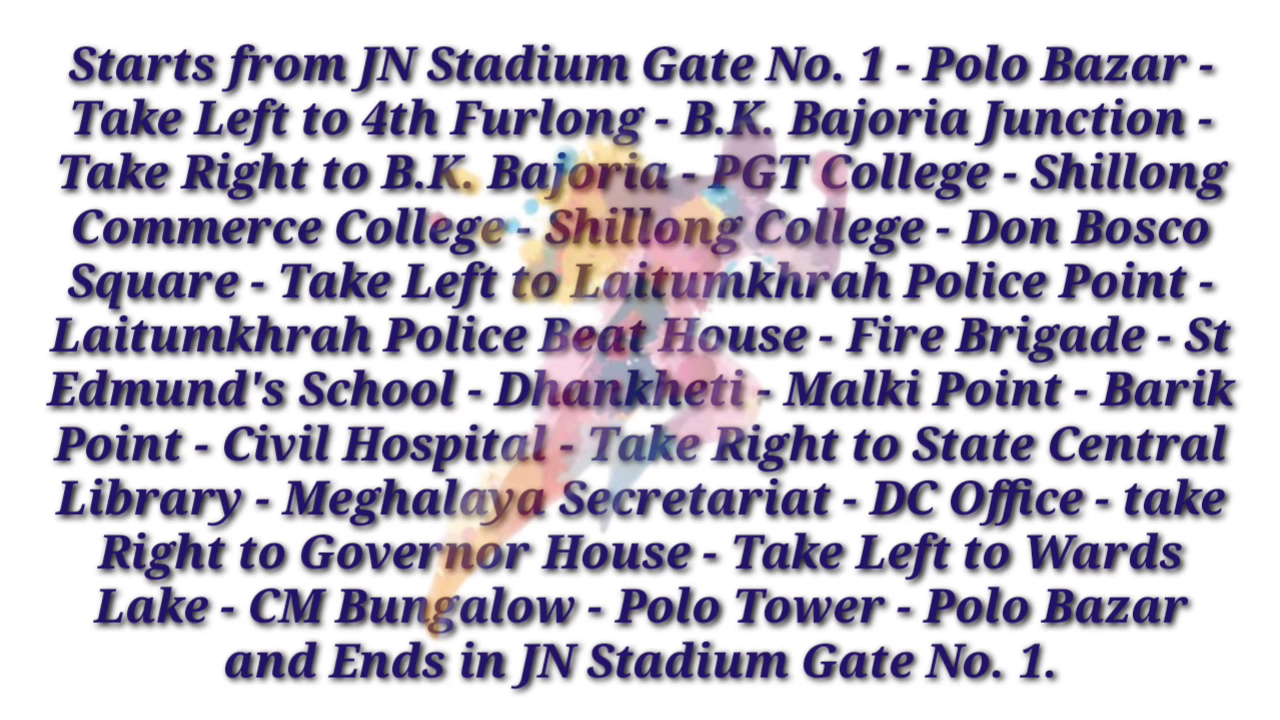 Starts from JN Stadium Gate No. 1 - Polo Bazar -
Take Left to 4th Furlong - B.K. Bajoria Junction -
Take Right to B.K. Bajoria - PGT College - Shillong
Commerce College - Shillong College - Don Bosco
Square - Take Left to Laitumkhrah Police Point -
Laitumkhrah Police Beat House - Fire Brigade - St
Edmund's School - Dhankheti - Malki Point - Barik
Point - Civil Hospital - Take Right to State Central
Library - Meghalaya Secretariat - DC Office - take
Right to Governor House - Take Left to Wards
Lake - CM Bungalow - Polo Tower - Polo Bazar
and Ends in JN Stadium Gate No. 1.